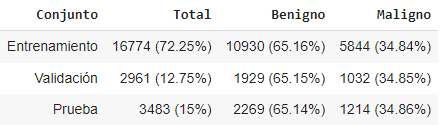 Conjunto Total Benigno Maligno
Entrenamiento 16774 (72.25%) 10930 (65.16%) 5844 (34.84%)
Validación 2961 (12.75%) 1929 (65.15%) 1032 (34.85%)
Prueba 3483 (15%) 2269 (65.14%) 1214 (34.86%)